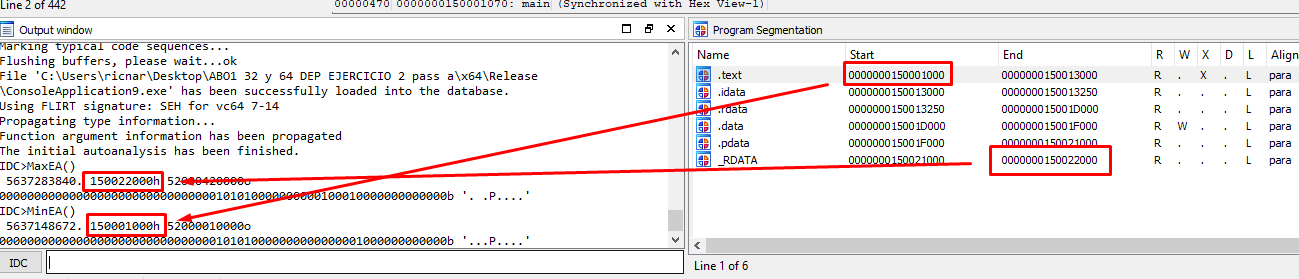 Line 2 of 442
00000470 0000000150001070: main (Synchronized with Hex View-1)
Output window
Marking typical code sequences...
Flushing buffers, please wait...ok
File 'C:\Users\ricnar\Desktop\ABO1 32 y 64 DEP EJERCICIO 2 pass a\x64\Release
\ConsoleApplication9.exe' has been successfully loaded into the database.
Using FLIRT signature: SEH for vc64 7-14
Propagating type information...
Function argument information has been propagated
The initial autoanalysis has been finished.
IDC>MaxEA()
5637283840. 150022000h
IDC>MinEA()
5637148672. 150001000h 52000010000o
IDC
Program Segmentation
Name Start End R W X D L Align
.text 0000000150001000 0000000150013000 R . X . L para
.idata 0000000150013000 0000000150013250 R . . . L para
.rdata 0000000150013250 000000015001D000 R . . . L para
.data 000000015001D000 000000015001F000 R W . . L para
.pdata 000000015001F000 0000000150021000 R . . . L para
_RDATA 0000000150021000 0000000150022000 R . . . L para
Line 1 of 6